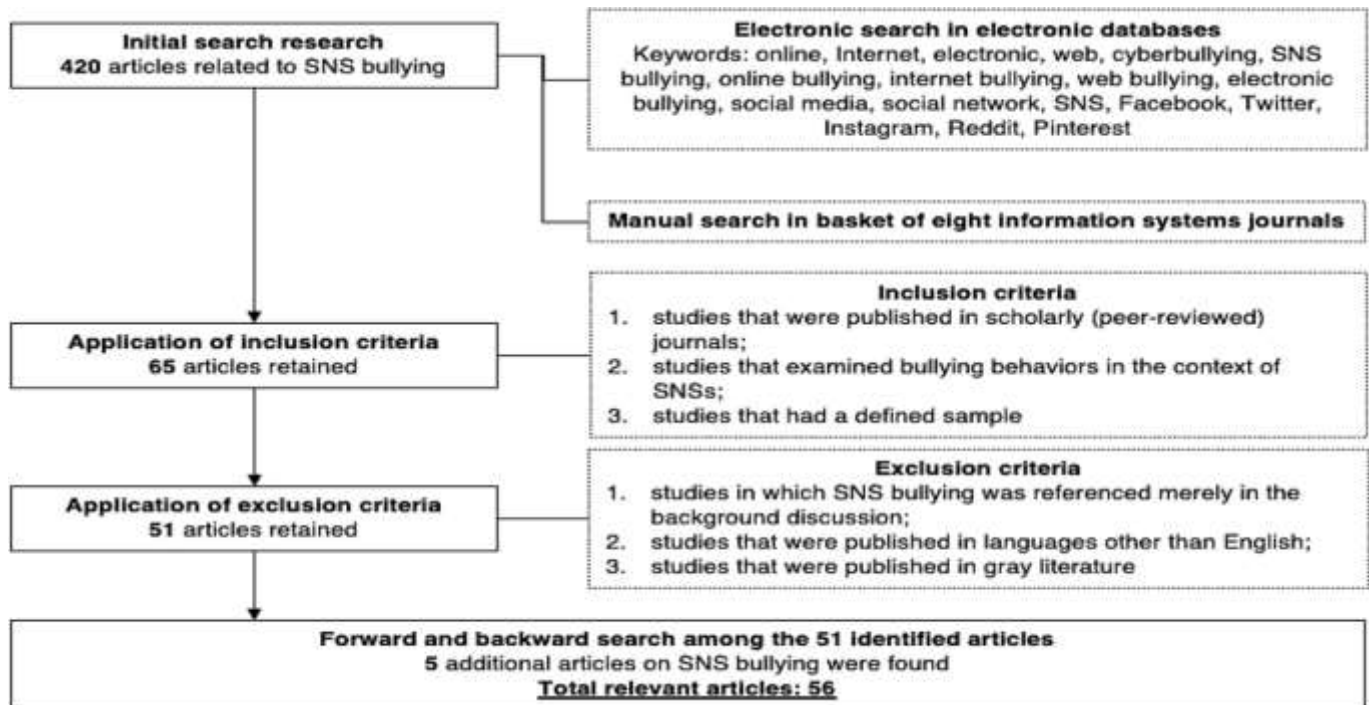 Initial search research
420 articles related to SNS bullying
Electronic search in electronic databases
Keywords: online, Internet, electronic, web, cyberbullying, SNS
bullying, online bullying, internet bullying, web bullying, electronic
bullying, social media, social network, SNS, Facebook, Twitter,
Instagram, Reddit, Pinterest
Manual search in basket of eight information systems journals
Application of inclusion criteria
65 articles retained
Inclusion criteria
1. studies that were published in scholarly (peer-reviewed)
journals;
2. studies that examined bullying behaviors in the context of
SNSs;
3. studies that had a defined sample
Application of exclusion criteria
51 articles retained
Exclusion criteria
1. studies in which SNS bullying was referenced merely in the
background discussion;
2. studies that were published in languages other than English;
3. studies that were published in gray literature
Forward and backward search among the 51 identified articles
5 additional articles on SNS bullying were found
Total relevant articles: 56